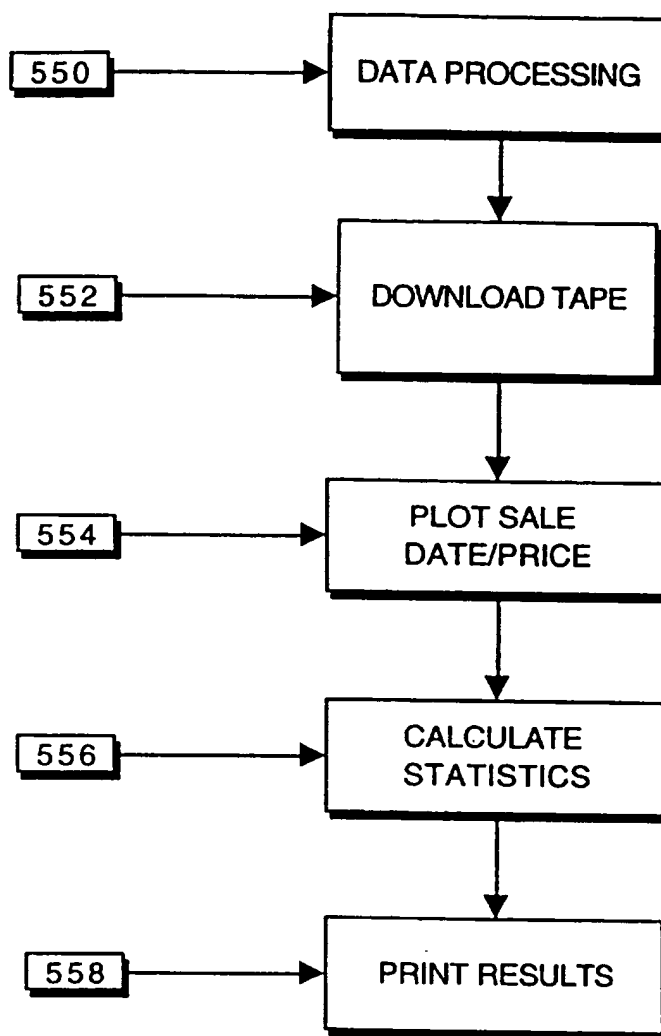 550
DATA PROCESSING
552
DOWNLOAD TAPE
554
PLOT SALE
DATE/PRICE
556
CALCULATE
STATISTICS
558
PRINT RESULTS